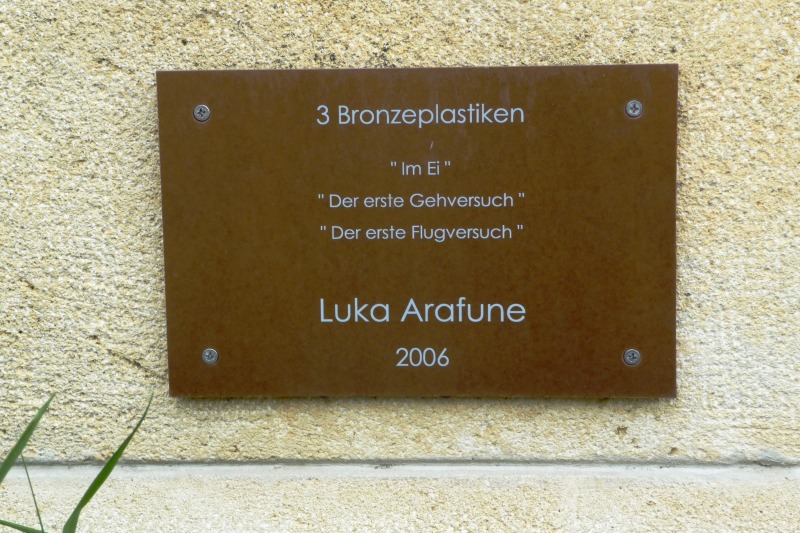 3 Bronzeplastiken
" Im Ei "
" Der erste Gehversuch "
" Der erste Flugversuch "
Luka Arafune
2006